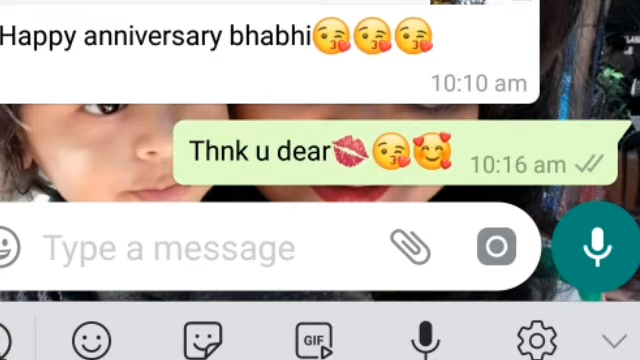 Happy anniversary bhabhi😘😘😘
10:10 am
Thnk u dear💋😘🥰
10:16 am
Type a message
GIF